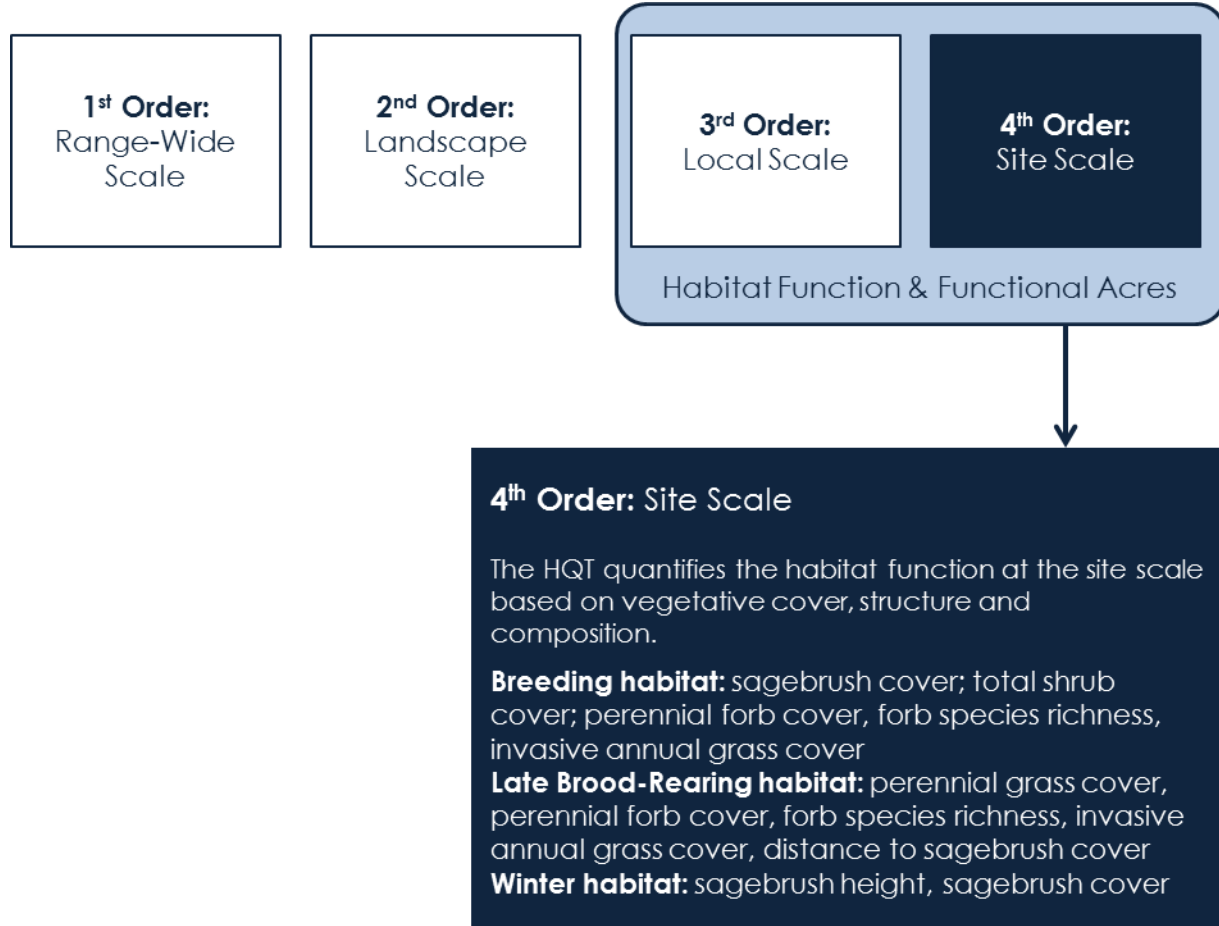 1st Order:
Range-Wide
Scale
2nd Order:
Landscape
Scale
3rd Order:
Local Scale
4th Order:
Site Scale
Habitat Function & Functional Acres
4th Order: Site Scale
The HQT quantifies the habitat function at the site scale
based on vegetative cover, structure and
composition.
Breeding habitat: sagebrush cover; total shrub
cover; perennial forb cover, forb species richness,
invasive annual grass cover
Late Brood-Rearing habitat: perennial grass cover,
perennial forb cover, forb species richness, invasive
annual grass cover, distance to sagebrush cover
Winter habitat: sagebrush height, sagebrush cover